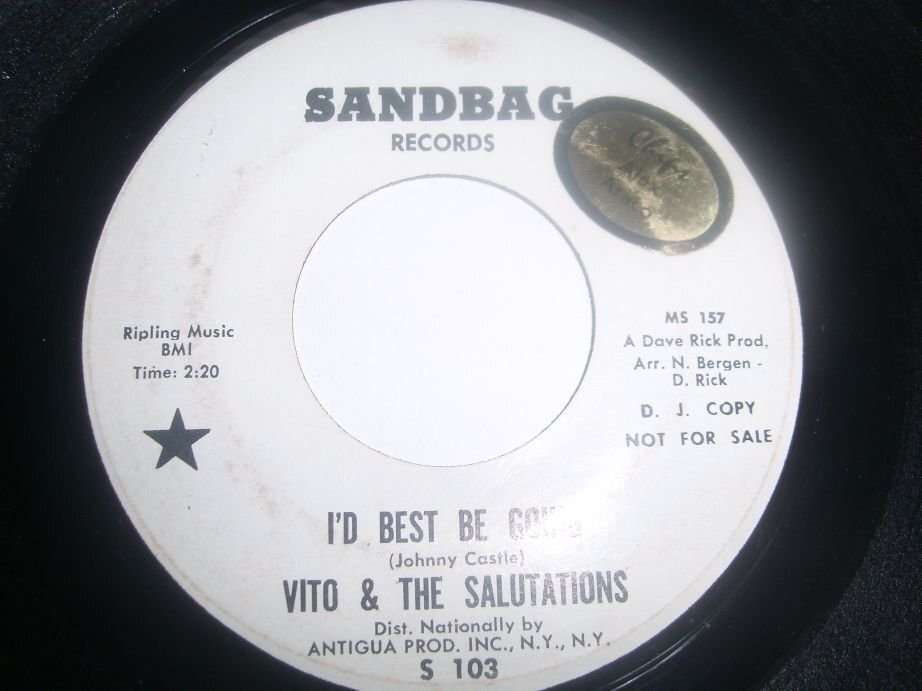 SANDBAG
RECORDS
Ripling Music
BMI
Time: 2:20
MS 157
A Dave Rick Prod.
Arr. N. Bergen -
D. Rick
D. J. COPY
NOT FOR SALE
I'D BEST BE GOING
(Johnny Castle)
VITO & THE SALUTATIONS
Dist. Nationally by
ANTIGUA PROD. INC., N.Y., N.Y.
S 103